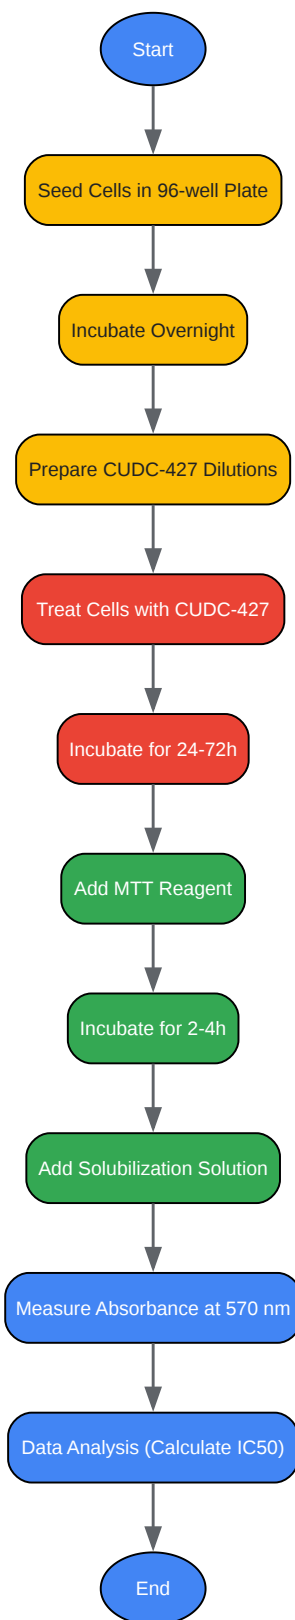 Start
Seed Cells in 96-well Plate
Incubate Overnight
Prepare CUDC-427 Dilutions
Treat Cells with CUDC-427
Incubate for 24-72h
Add MTT Reagent
Incubate for 2-4h
Add Solubilization Solution
Measure Absorbance at 570 nm
Data Analysis (Calculate IC50)
End